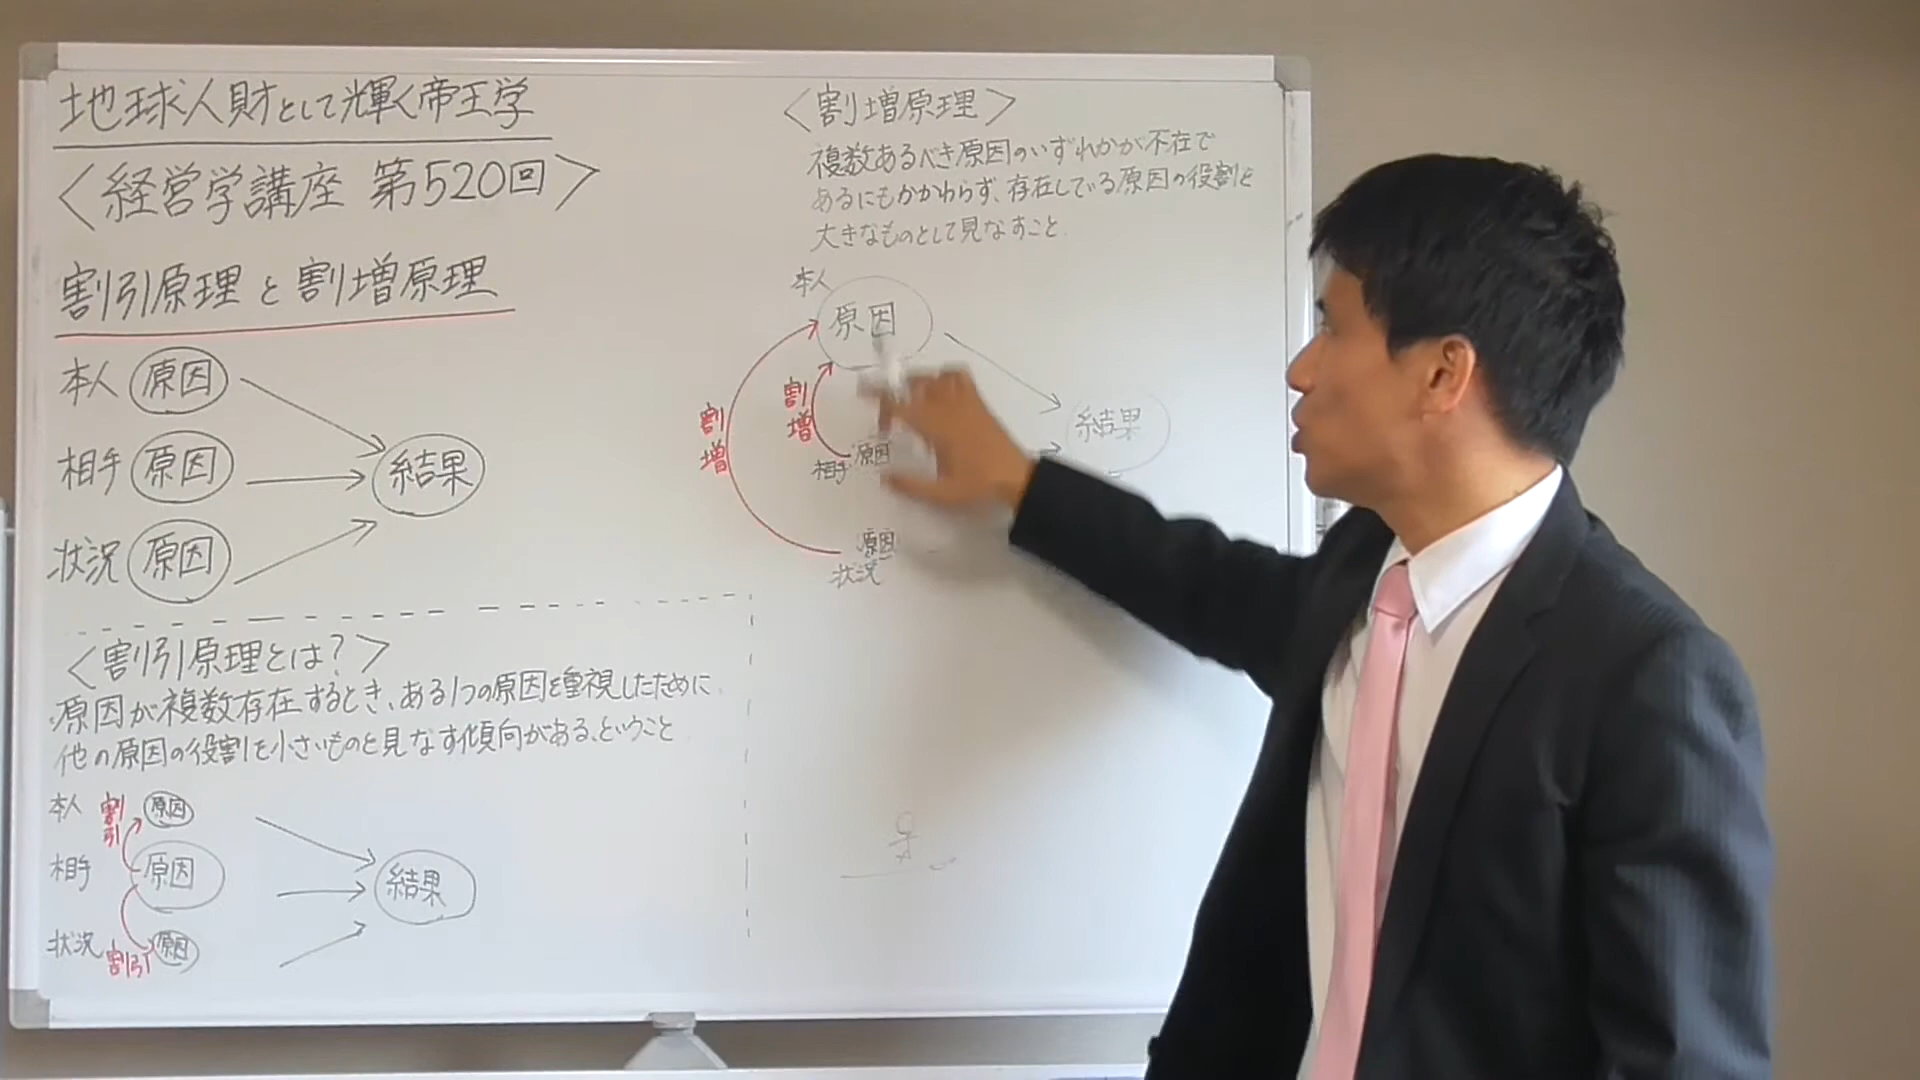 地球人財として輝く帝王学
＜経営学講座 第520回＞
割引原理と割増原理
本人 原因
相手 原因
状況 原因
結果
＜割引原理とは?＞
原因が複数存在するとき、ある1つの原因を重視したために
他の原因の役割を小さいものと見なす傾向がある、ということ
本人 割引 原因
相手 原因
状況 割引 原因
結果
＜割増原理＞
複数あるべき原因のいずれかが不在で
あるにもかかわらず、存在している原因の役割を
大きなものとして見なすこと.
本人
原因
割増
割増
相手 原因
原因
状況
結果